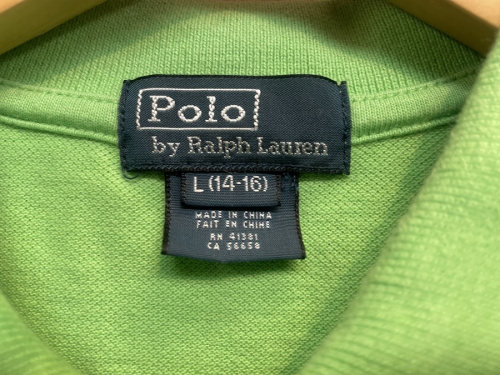 Polo
by Ralph Lauren
L (14-16)
MADE IN CHINA
FAIT EN CHINE
RN 41381
CA 56658